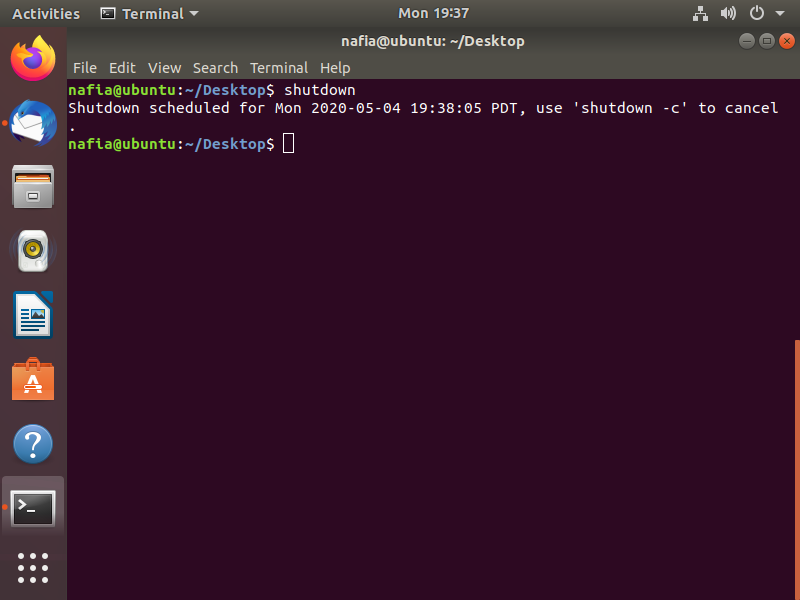 Activities Terminal Mon 19:37
nafia@ubuntu: ~/Desktop
File Edit View Search Terminal Help
nafia@ubuntu:~/Desktop$ shutdown
Shutdown scheduled for Mon 2020-05-04 19:38:05 PDT, use 'shutdown -c' to cancel
.
nafia@ubuntu:~/Desktop$